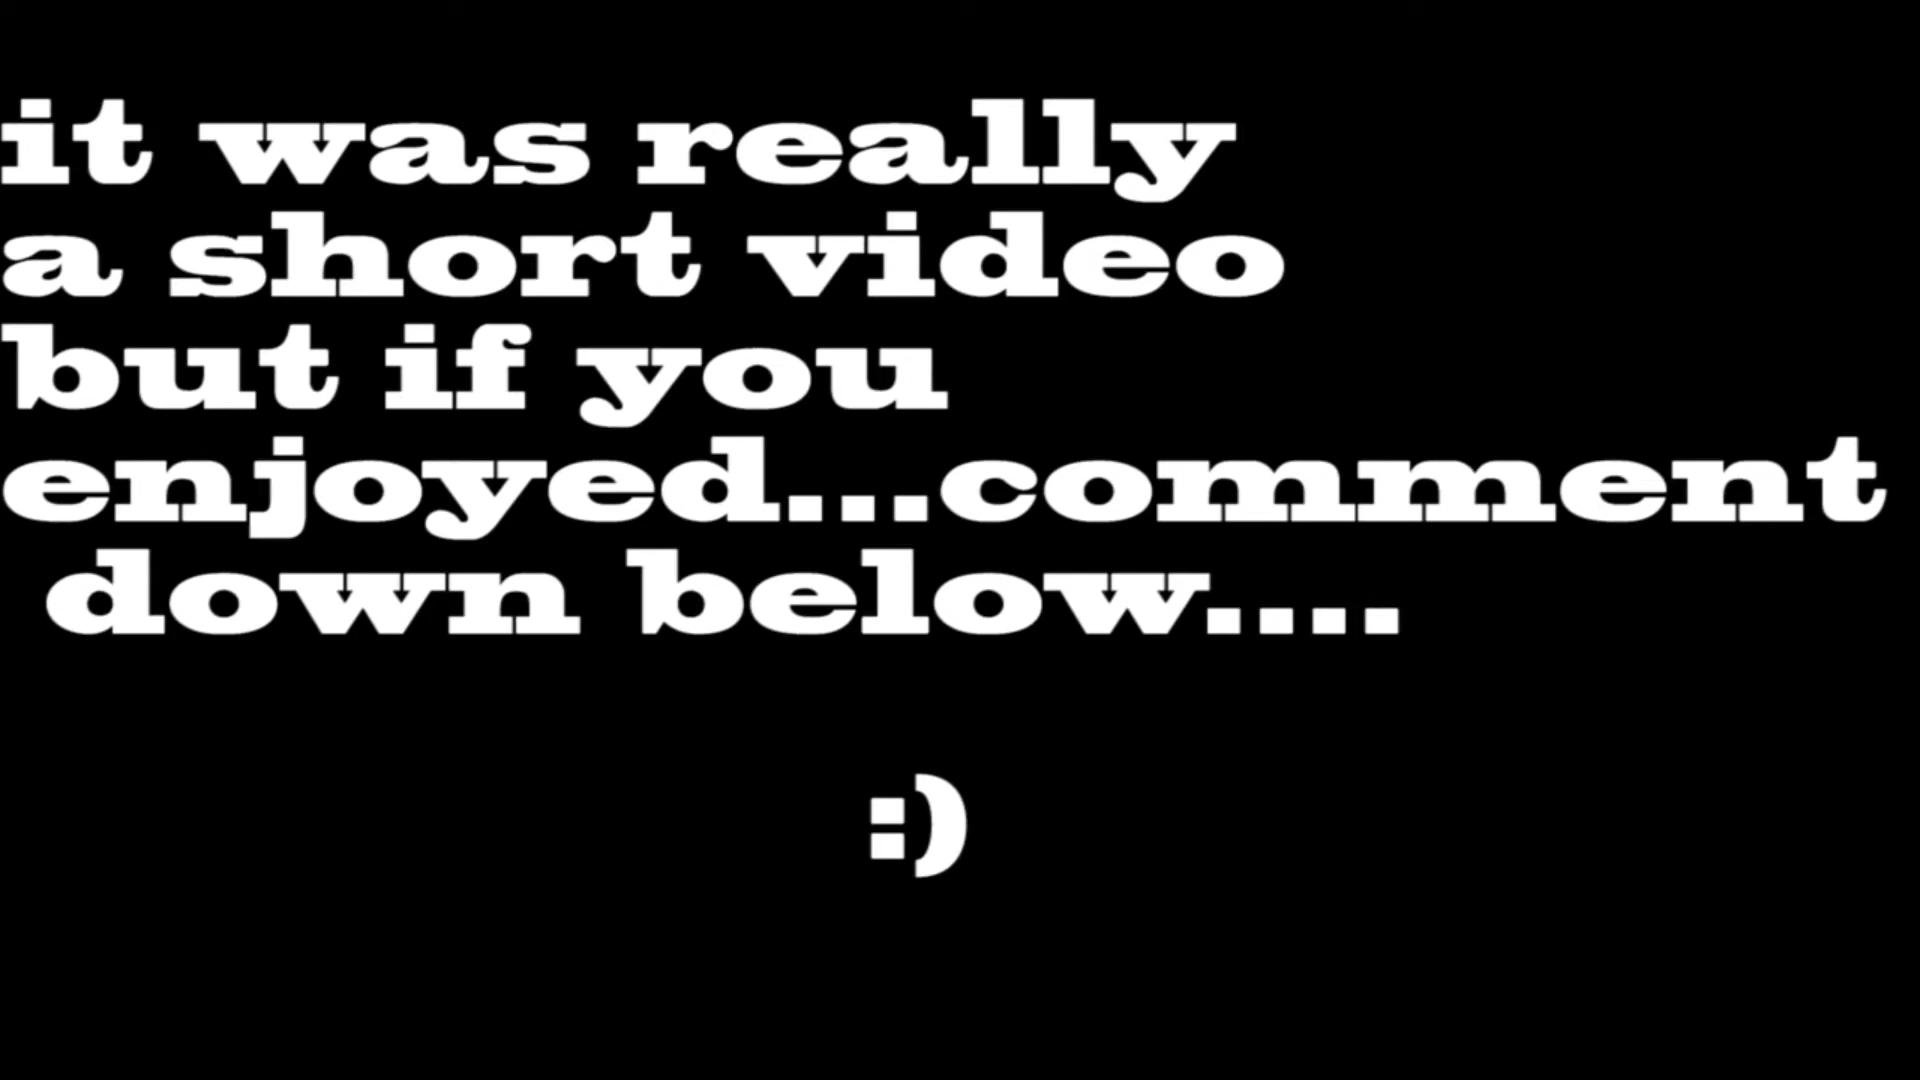 it was really
a short video
but if you
enjoyed...comment
down below....
:)